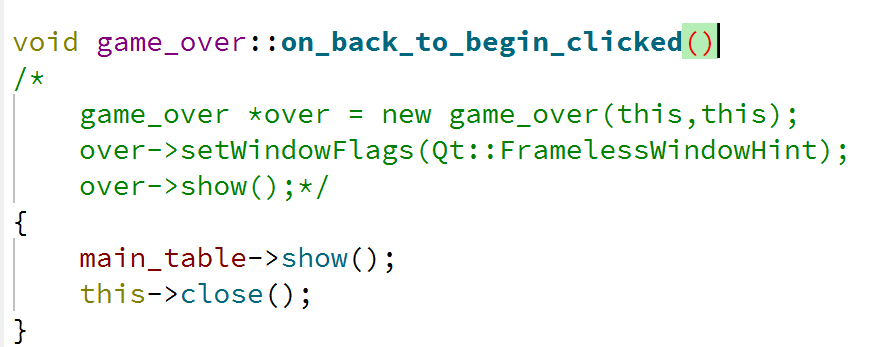 void game_over::on_back_to_begin_clicked()
/*
    game_over *over = new game_over(this,this);
    over->setWindowFlags(Qt::FramelessWindowHint);
    over->show();*/
{
    main_table->show();
    this->close();
}